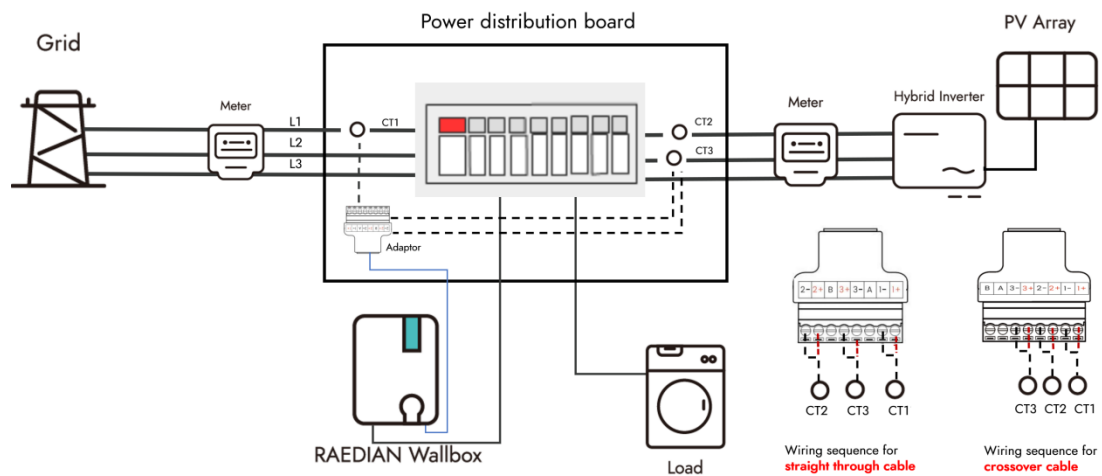 Power distribution board
PV Array
Grid
Meter
L1
L2
L3
CT1
CT2
CT3
Meter
Hybrid Inverter
Adaptor
2- 2+ B 3+ 3- A 1- 1+
B A 3- 3+ 2- 2+ 1- 1+
CT2 CT3 CT1
CT3 CT2 CT1
RAEDIAN Wallbox
Load
Wiring sequence for
straight through cable
Wiring sequence for
crossover cable